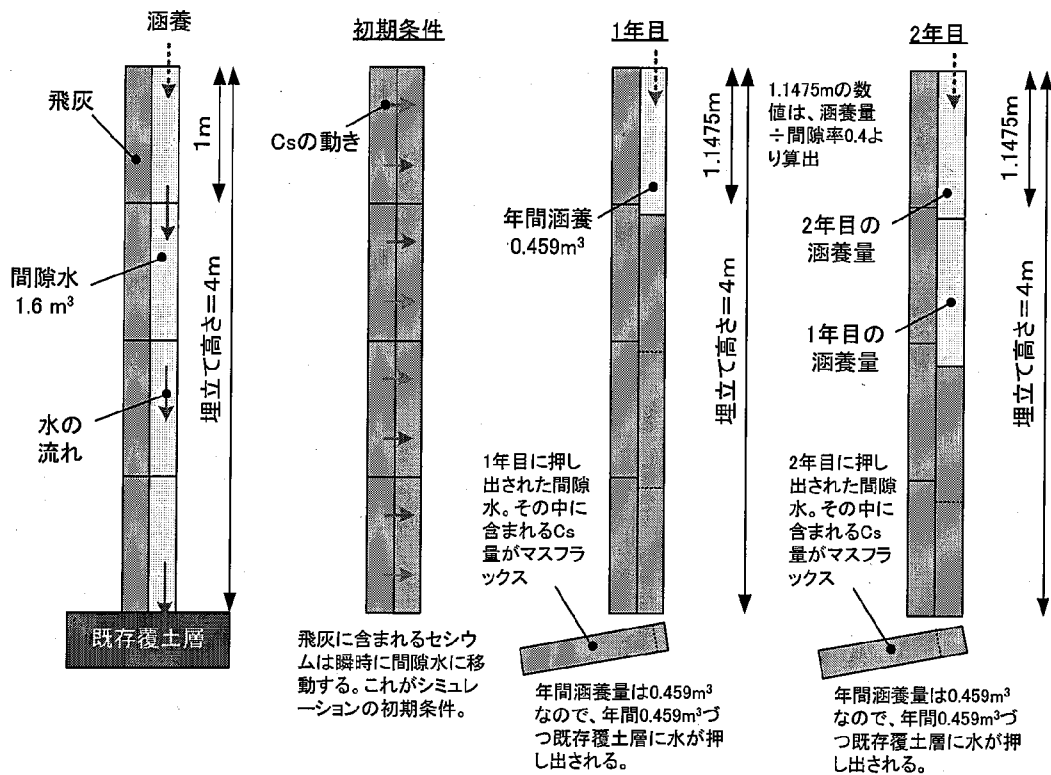 涵養
飛灰
1m
間隙水
1.6 m³
埋立て高さ=4m
水の
流れ
既存覆土層
初期条件
Csの動き
飛灰に含まれるセシウ
ムは瞬時に間隙水に移
動する。これがシミュレ
ーションの初期条件。
1年目
1.1475m
年間涵養
0.459m³
埋立て高さ=4m
1年目に押し
出された間隙
水。その中に
含まれるCs
量がマスフラ
ックス
年間涵養量は0.459m³
なので、年間0.459m³づ
つ既存覆土層に水が押
し出される。
2年目
1.1475mの数
値は、涵養量
÷間隙率0.4よ
り算出
1.1475m
2年目の
涵養量
1年目の
涵養量
埋立て高さ=4m
2年目に押し
出された間隙
水。その中に
含まれるCs
量がマスフラ
ックス
年間涵養量は0.459m³
なので、年間0.459m³づ
つ既存覆土層に水が押
し出される。